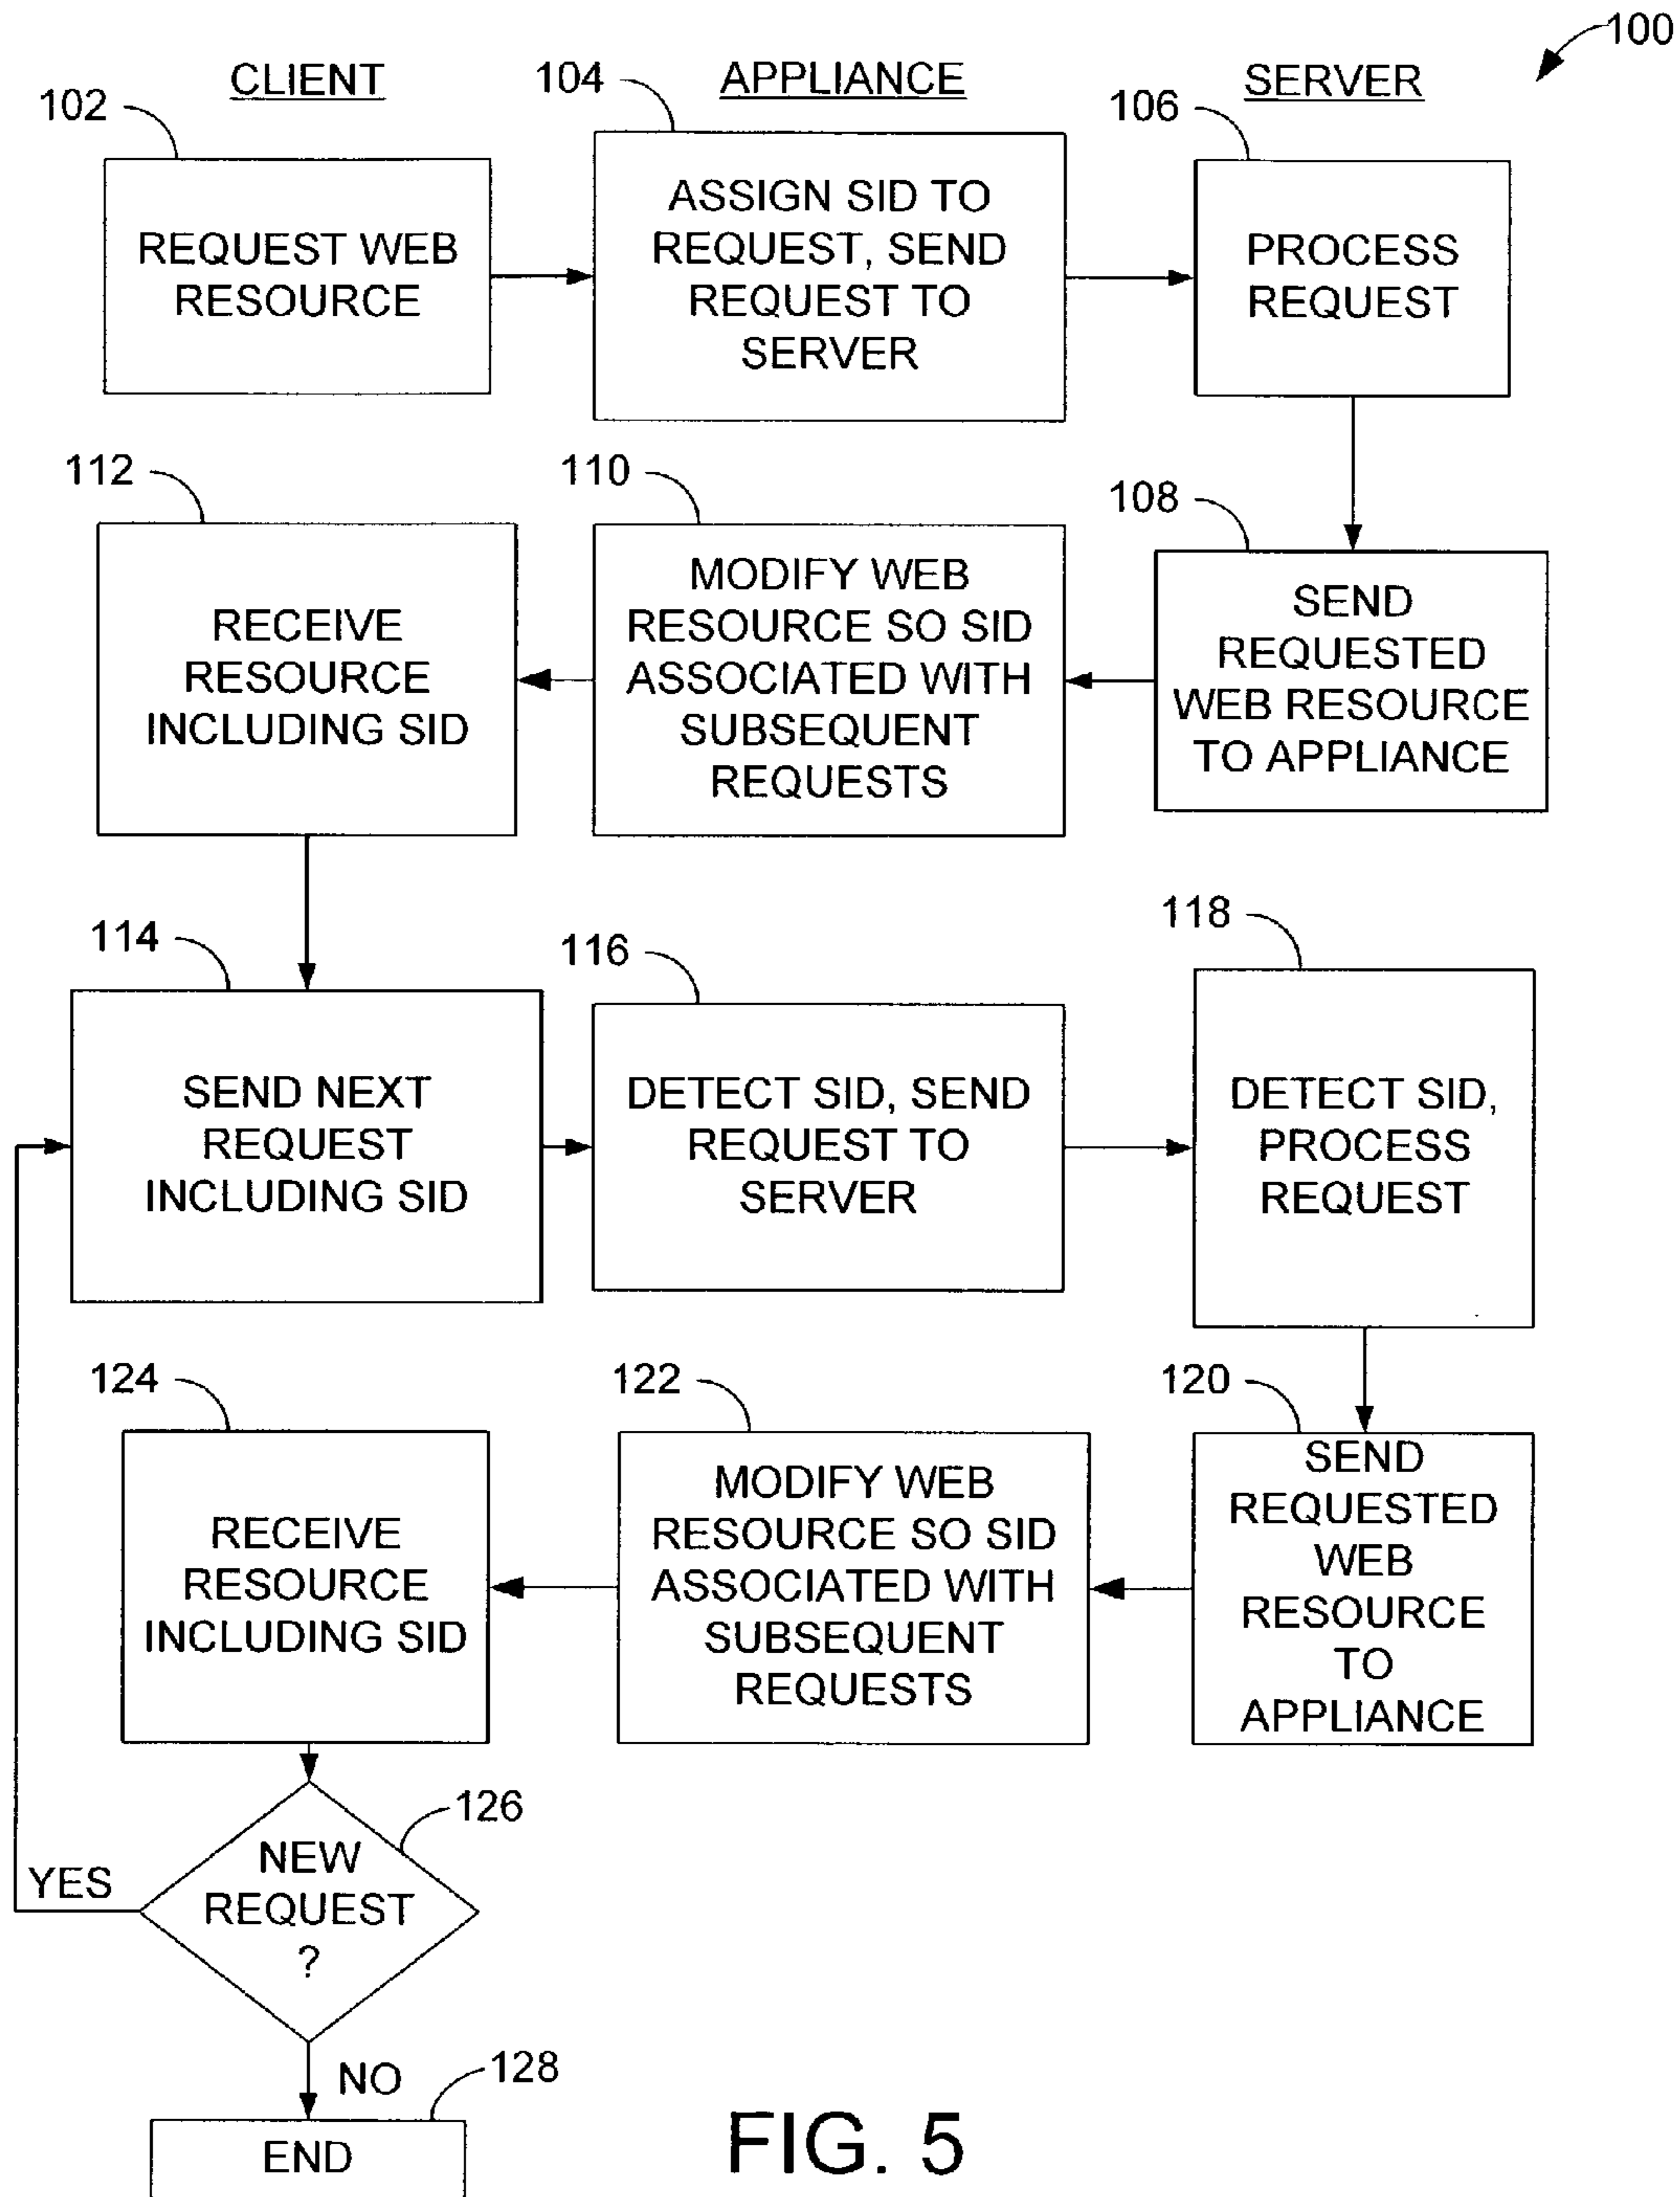 100
CLIENT
APPLIANCE
SERVER
102
REQUEST WEB
RESOURCE
104
ASSIGN SID TO
REQUEST, SEND
REQUEST TO
SERVER
106
PROCESS
REQUEST
112
RECEIVE
RESOURCE
INCLUDING SID
110
MODIFY WEB
RESOURCE SO SID
ASSOCIATED WITH
SUBSEQUENT
REQUESTS
108
SEND
REQUESTED
WEB RESOURCE
TO APPLIANCE
114
SEND NEXT
REQUEST
INCLUDING SID
116
DETECT SID, SEND
REQUEST TO
SERVER
118
DETECT SID,
PROCESS
REQUEST
124
RECEIVE
RESOURCE
INCLUDING SID
122
MODIFY WEB
RESOURCE SO SID
ASSOCIATED WITH
SUBSEQUENT
REQUESTS
120
SEND
REQUESTED
WEB
RESOURCE
TO
APPLIANCE
126
NEW
REQUEST
?
YES
NO
128
END
FIG. 5